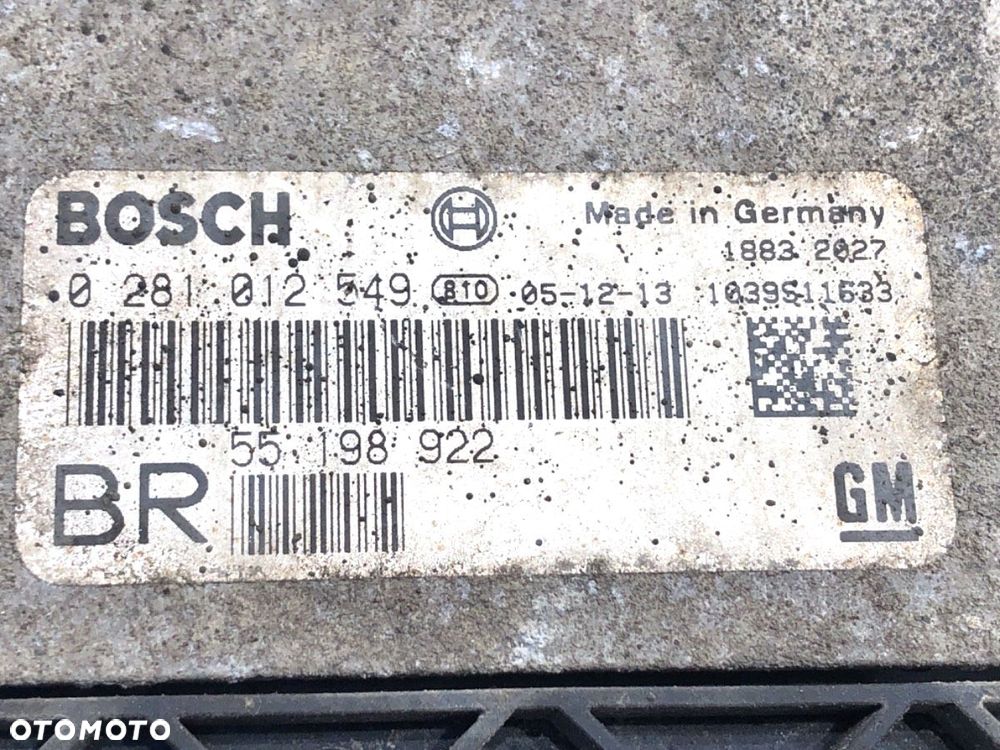 BOSCH Made in Germany
1883 2027
0 281 012 549 810 05-12-13 1039S11633
55 198 922
BR
GM
OTOMOTO